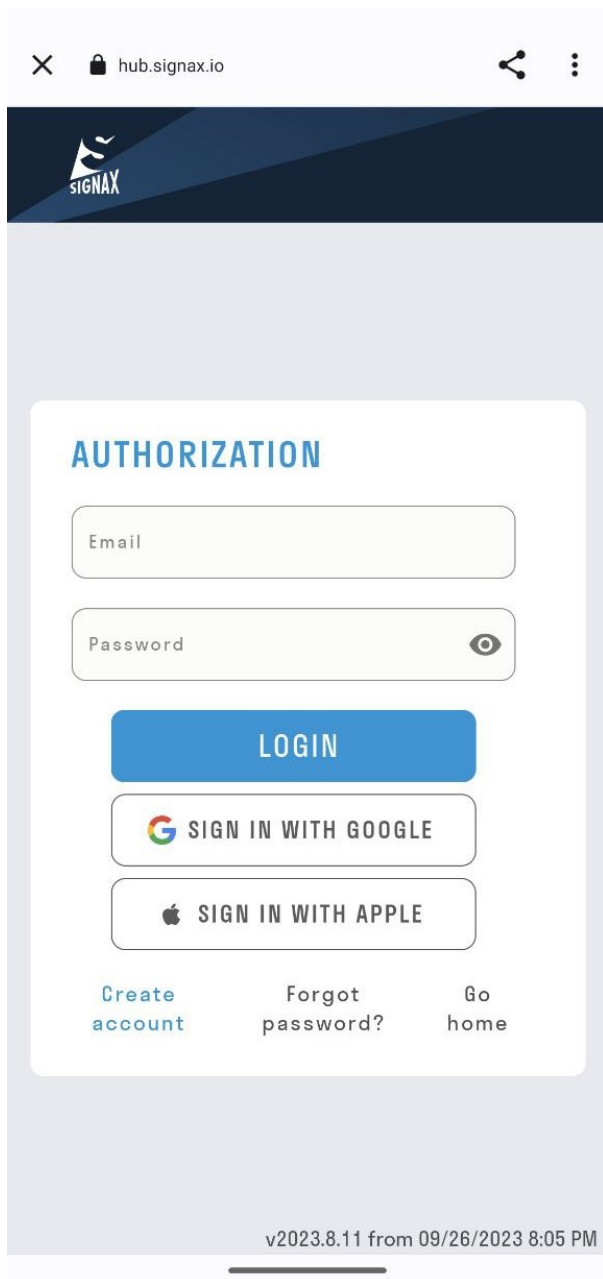 hub.signax.io
SIGNAX
AUTHORIZATION
Email
Password
LOGIN
SIGN IN WITH GOOGLE
SIGN IN WITH APPLE
Create account
Forgot password?
Go home
v2023.8.11 from 09/26/2023 8:05 PM